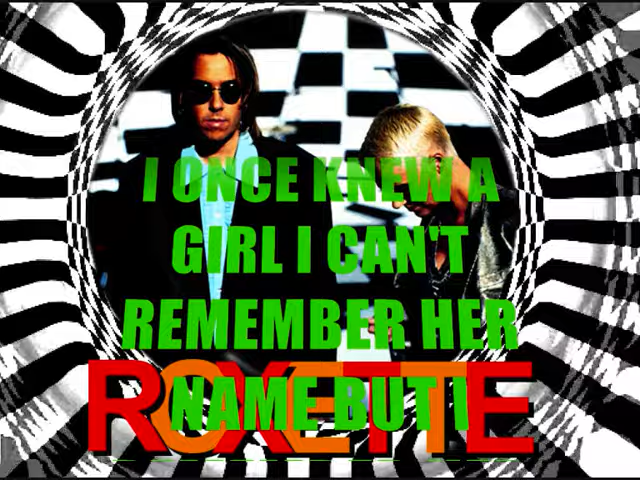 I ONCE KNEW A
GIRL I CAN'T
REMEMBER HER
NAME BUT I
ROXETTE